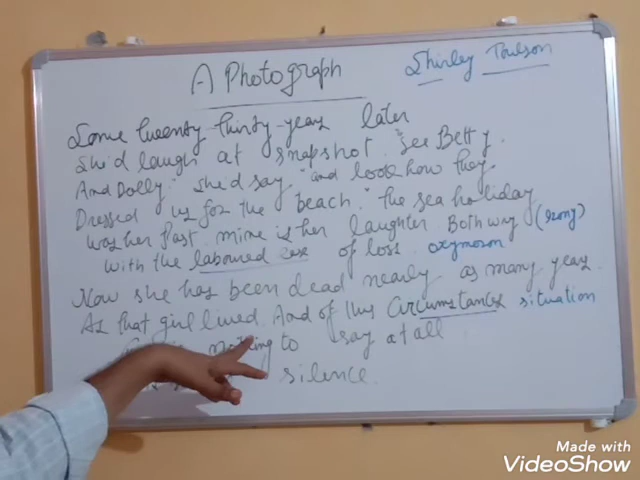 A Photograph
Shirley Toulson
Some twenty-thirty-years later
She'd laugh at snapshot. "See Betty
And Dolly." She'd say "and look how they
Dressed us for the beach." The sea holiday
was her Past. mine is her laughter Both way (irony)
with the laboured ease of loss. oxymoron
Now she has been dead nearly as many years.
As that girl lived. And of this Circumstances situation
nothing to say at all
silence.
Made with
VideoShow